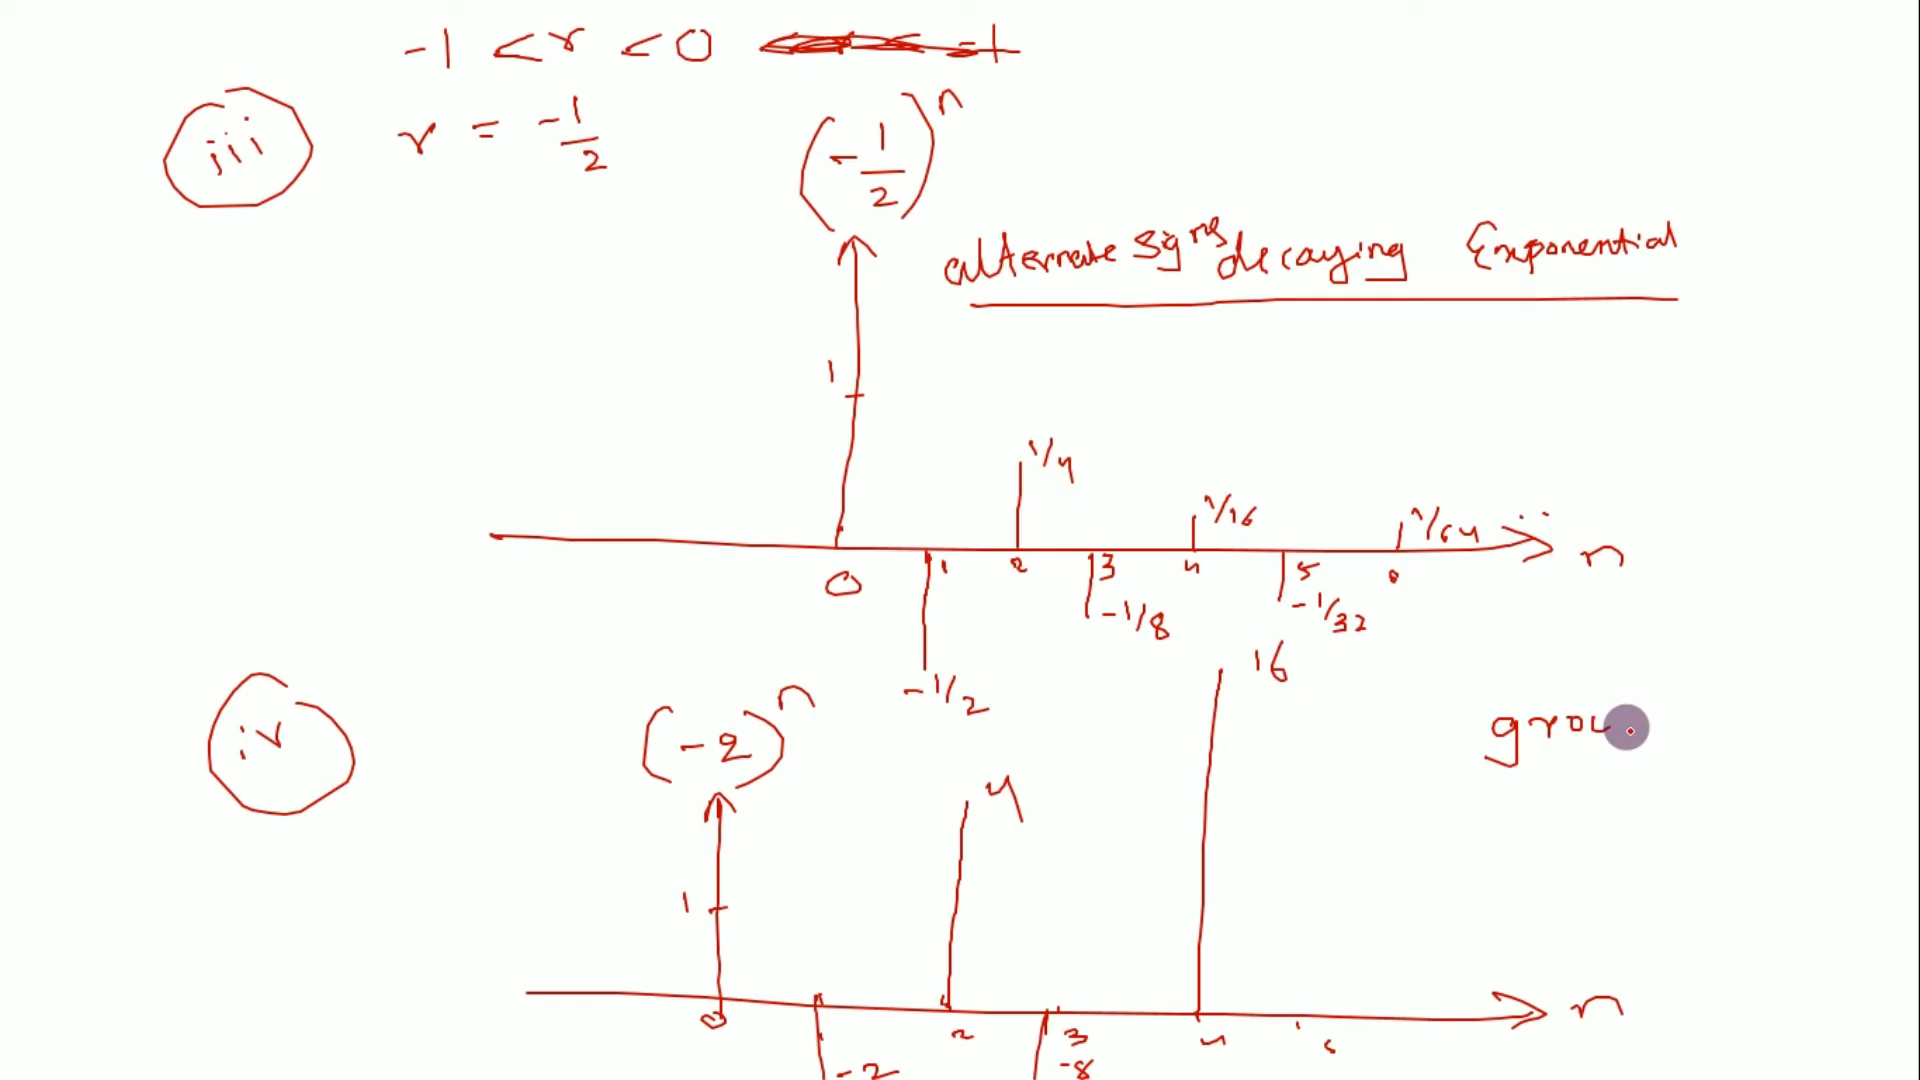 -1 < r < 0 = 1
iii
r = -1/2
(-1/2)^n
alternate signs decaying Exponential
1
1/4
1/16
1/64 ...
0 1 2 3 4 5 n
-1/2
-1/8
-1/32
iv
(-2)^n
16
grow
4
1
0 2 3 4 n
-2
-8